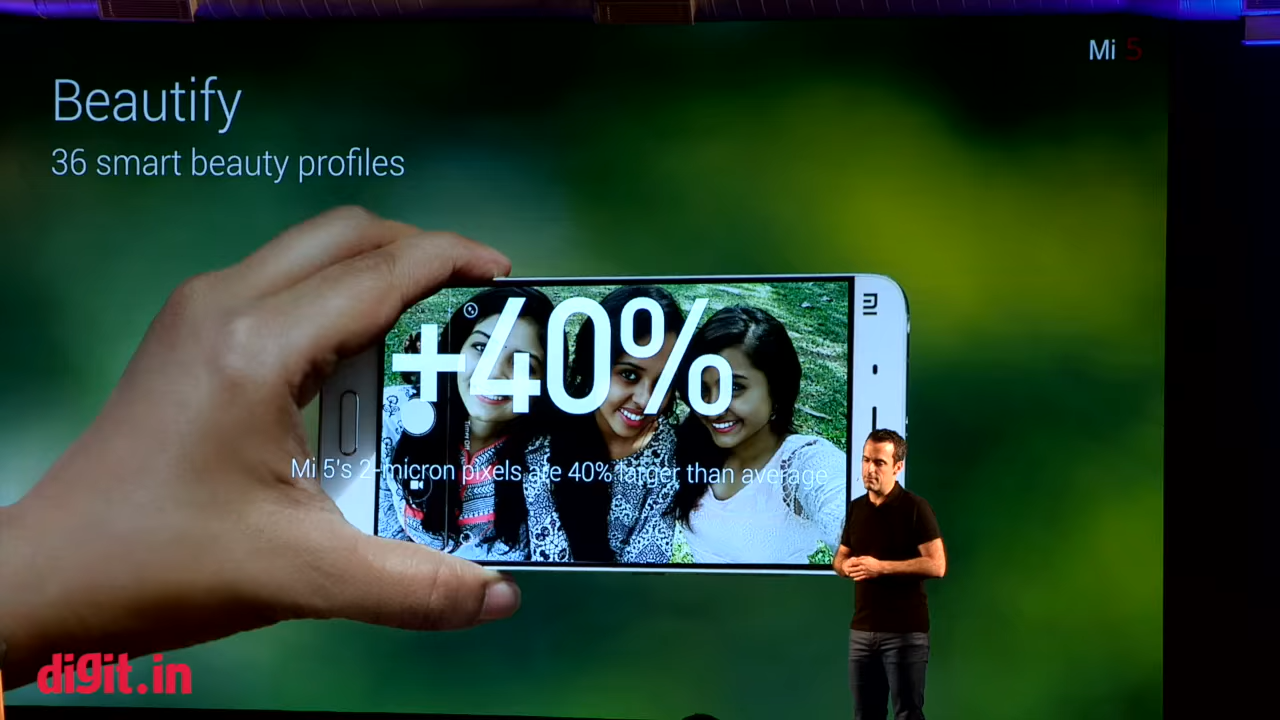 Mi 5
Beautify
36 smart beauty profiles
+40%
Mi 5's 2-micron pixels are 40% larger than average
digit.in